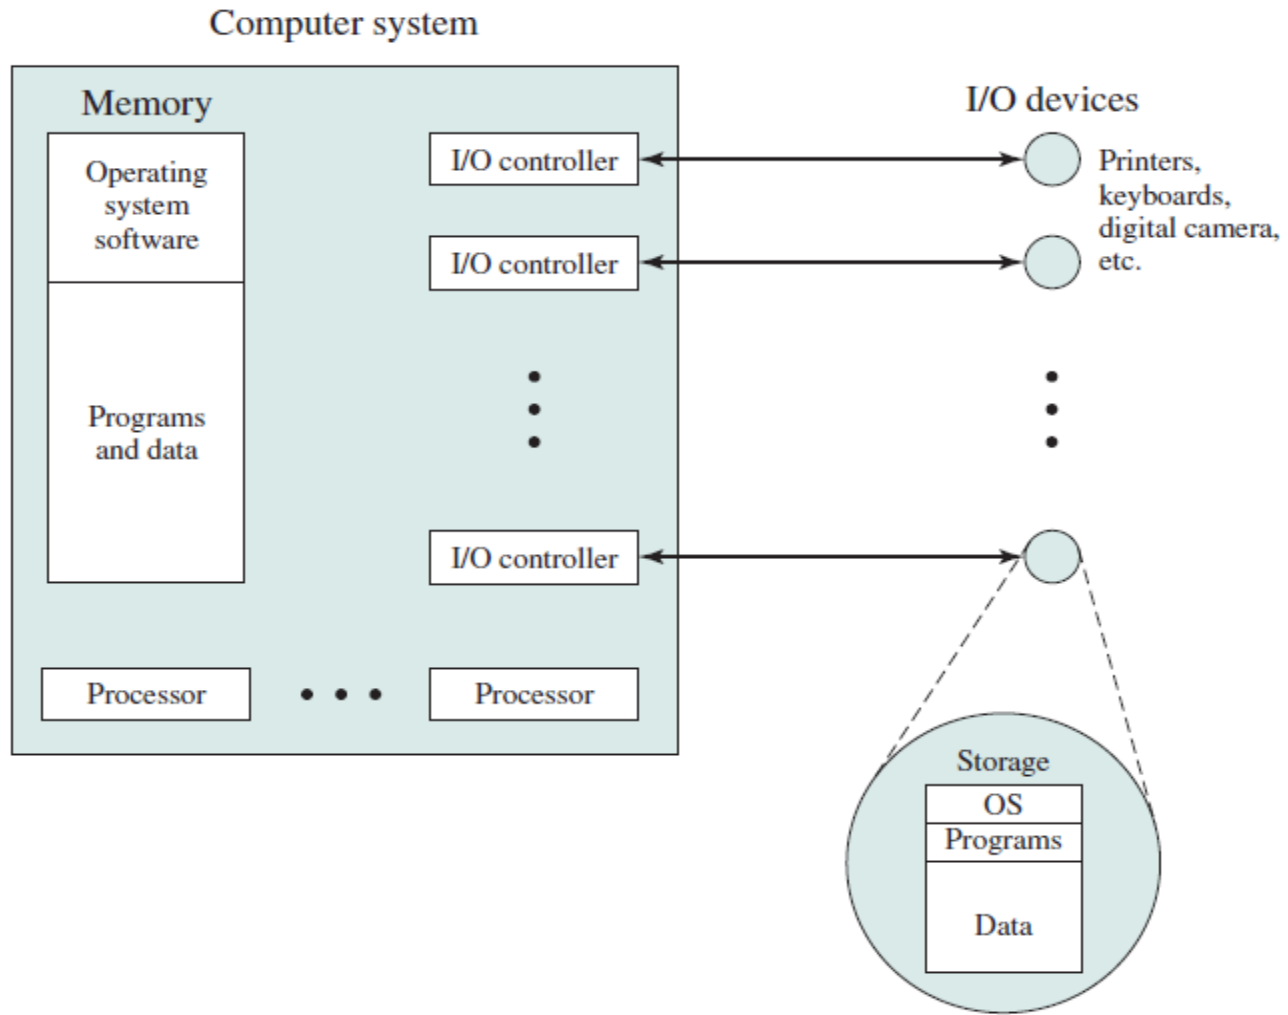 Computer system
Memory
Operating
system
software
Programs
and data
I/O controller
I/O controller
I/O controller
Processor
Processor
I/O devices
Printers,
keyboards,
digital camera,
etc.
Storage
OS
Programs
Data